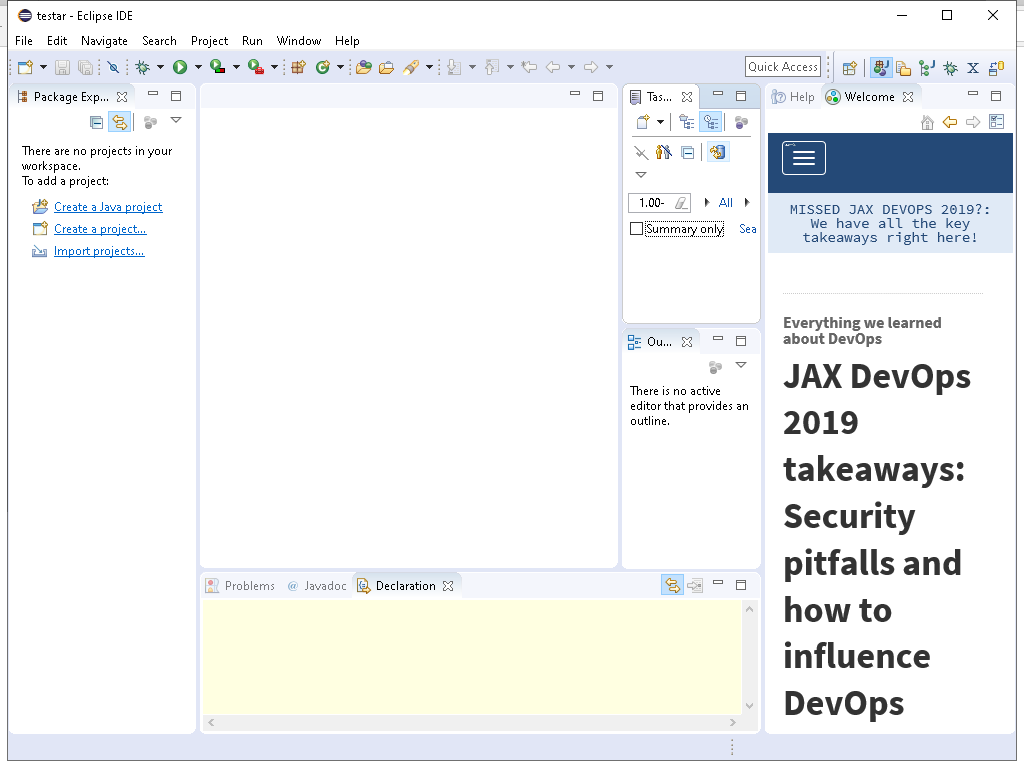 testar - Eclipse IDE
File Edit Navigate Search Project Run Window Help
Quick Access
Package Exp...
There are no projects in your
workspace.
To add a project:
Create a Java project
Create a project...
Import projects...
Tas...
1.00-
All
Summary only
Sea
Ou...
There is no active
editor that provides an
outline.
Problems
@ Javadoc
Declaration
Help
Welcome
MISSED JAX DEVOPS 2019?:
We have all the key
takeaways right here!
Everything we learned
about DevOps
JAX DevOps
2019
takeaways:
Security
pitfalls and
how to
influence
DevOps